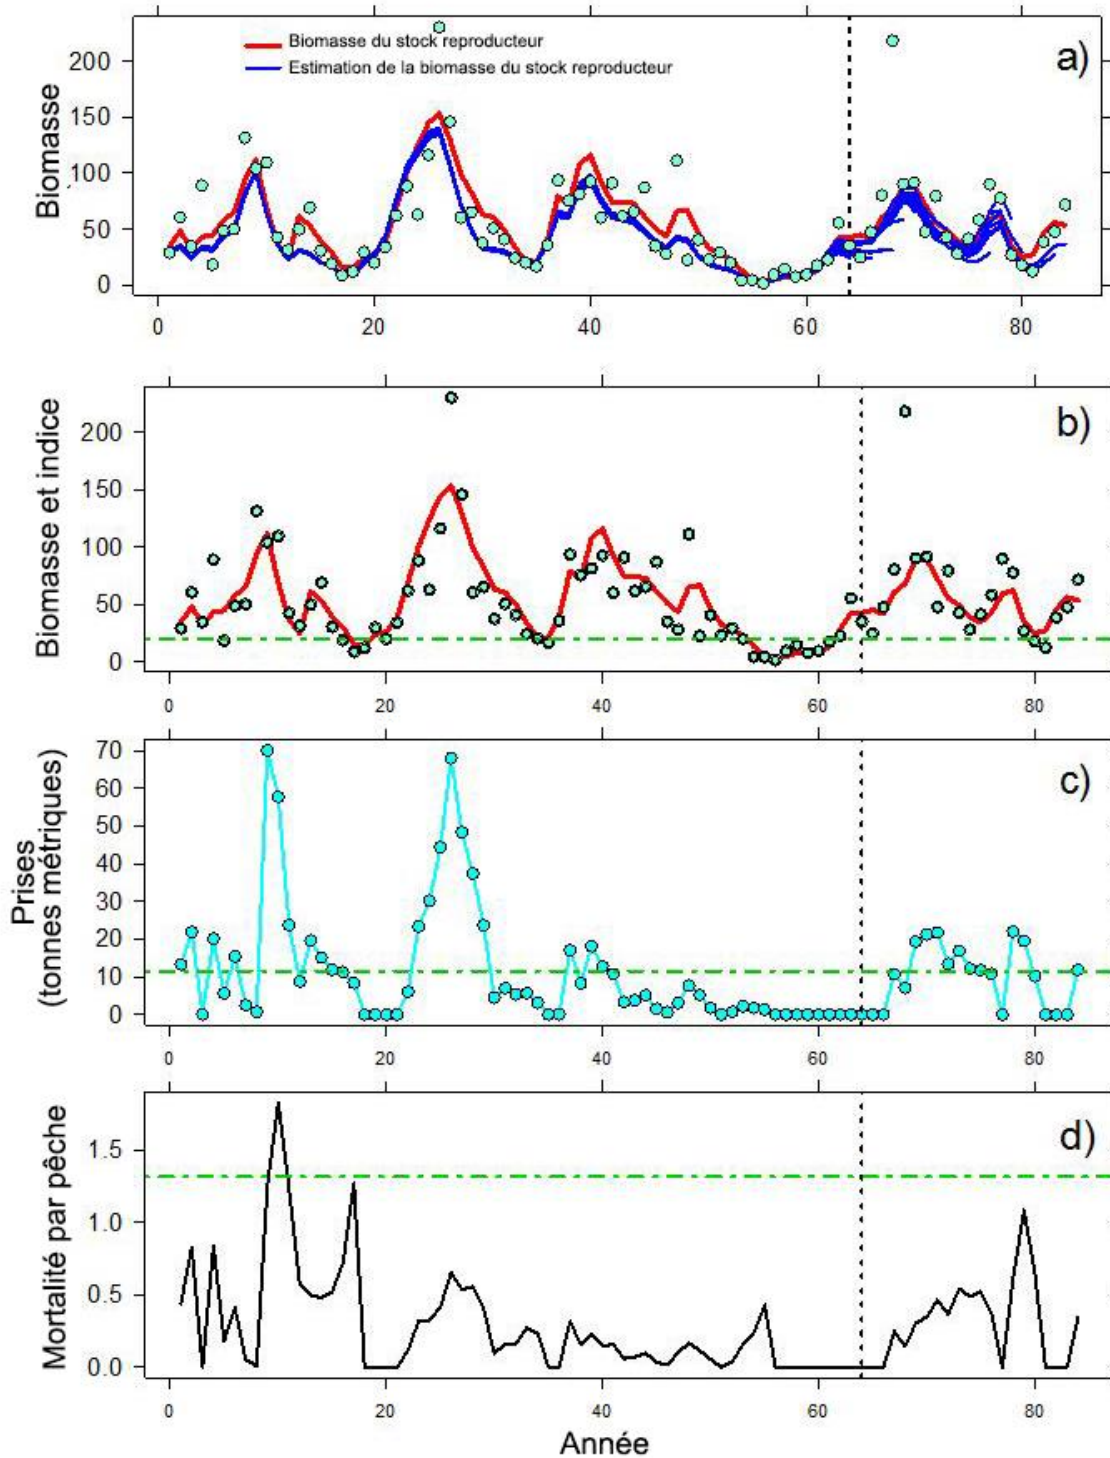 Biomasse du stock reproducteur
Estimation de la biomasse du stock reproducteur
a)
Biomasse
200
150
100
50
0
0 20 40 60 80
b)
Biomasse et indice
200
150
100
50
0
0 20 40 60 80
c)
Prises
(tonnes métriques)
70
60
50
40
30
20
10
0
0 20 40 60 80
d)
Mortalité par pêche
1.5
1.0
0.5
0.0
0 20 40 60 80
Année